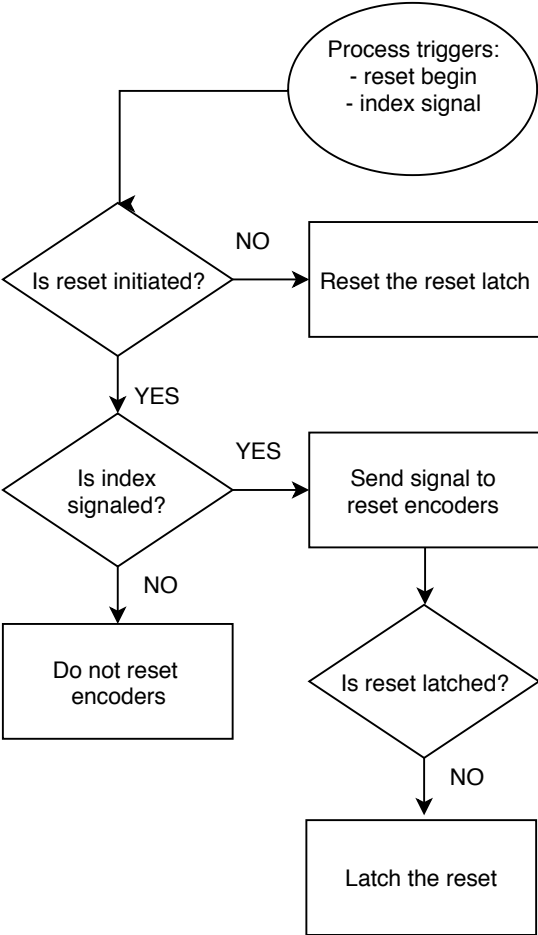 Process triggers:
- reset begin
- index signal
NO
Is reset initiated?
Reset the reset latch
YES
YES
Is index
signaled?
Send signal to
reset encoders
NO
Do not reset
encoders
Is reset latched?
NO
Latch the reset